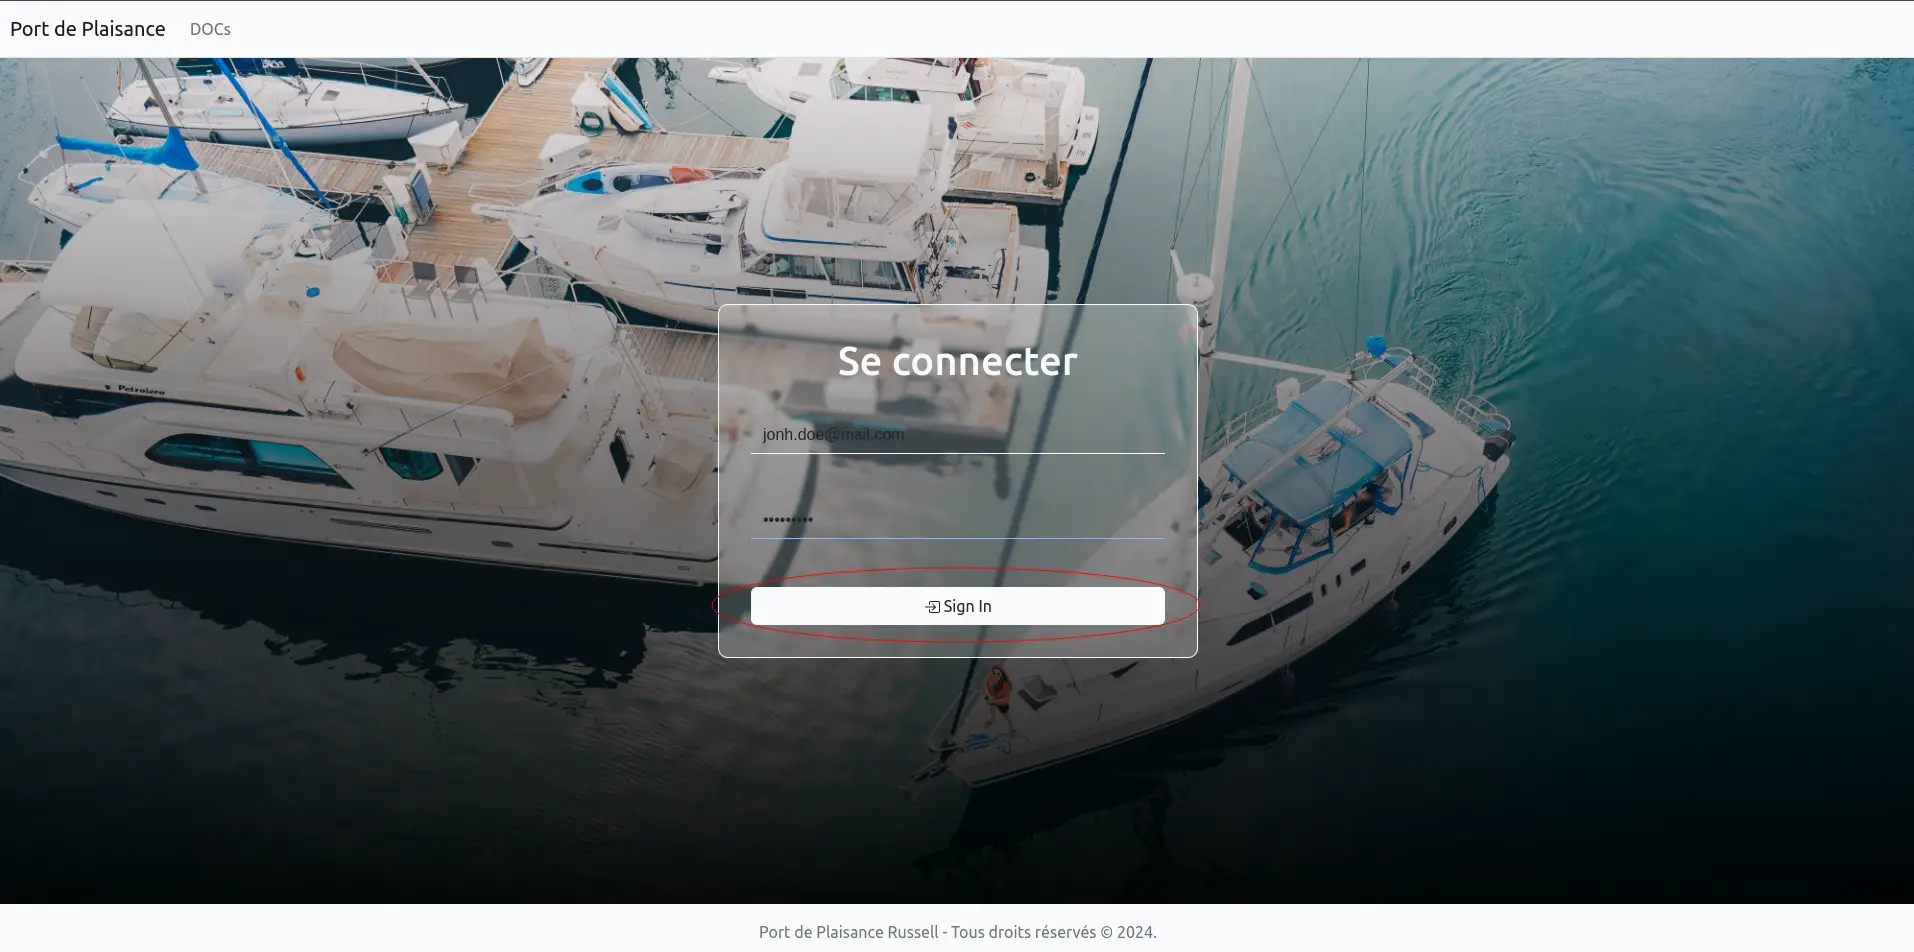 Port de Plaisance DOCs
Petrolero
Se connecter
jonh.doe@mail.com
•••••••••
Sign In
Port de Plaisance Russell - Tous droits réservés © 2024.